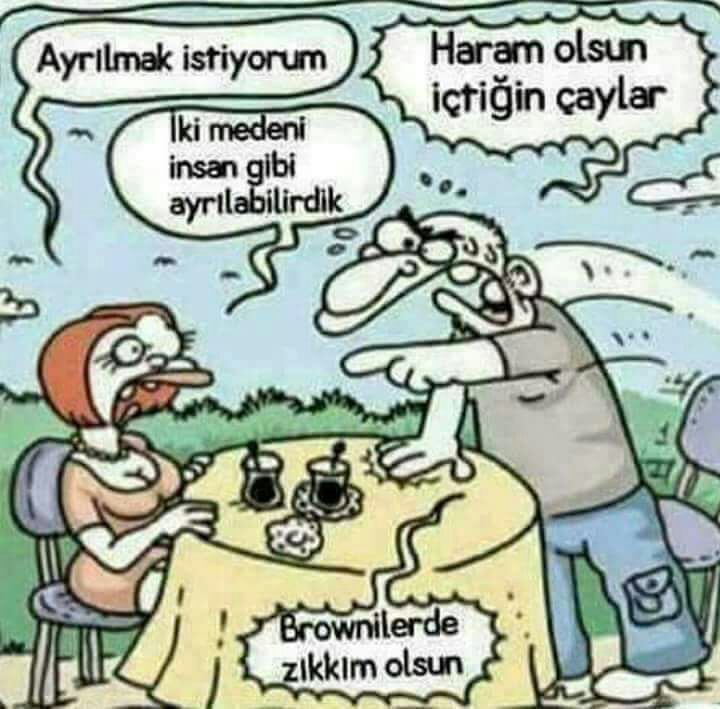 Ayrılmak istiyorum
Haram olsun
içtiğin çaylar
İki medeni
insan gibi
ayrılabilirdik
Brownilerde
zıkkım olsun